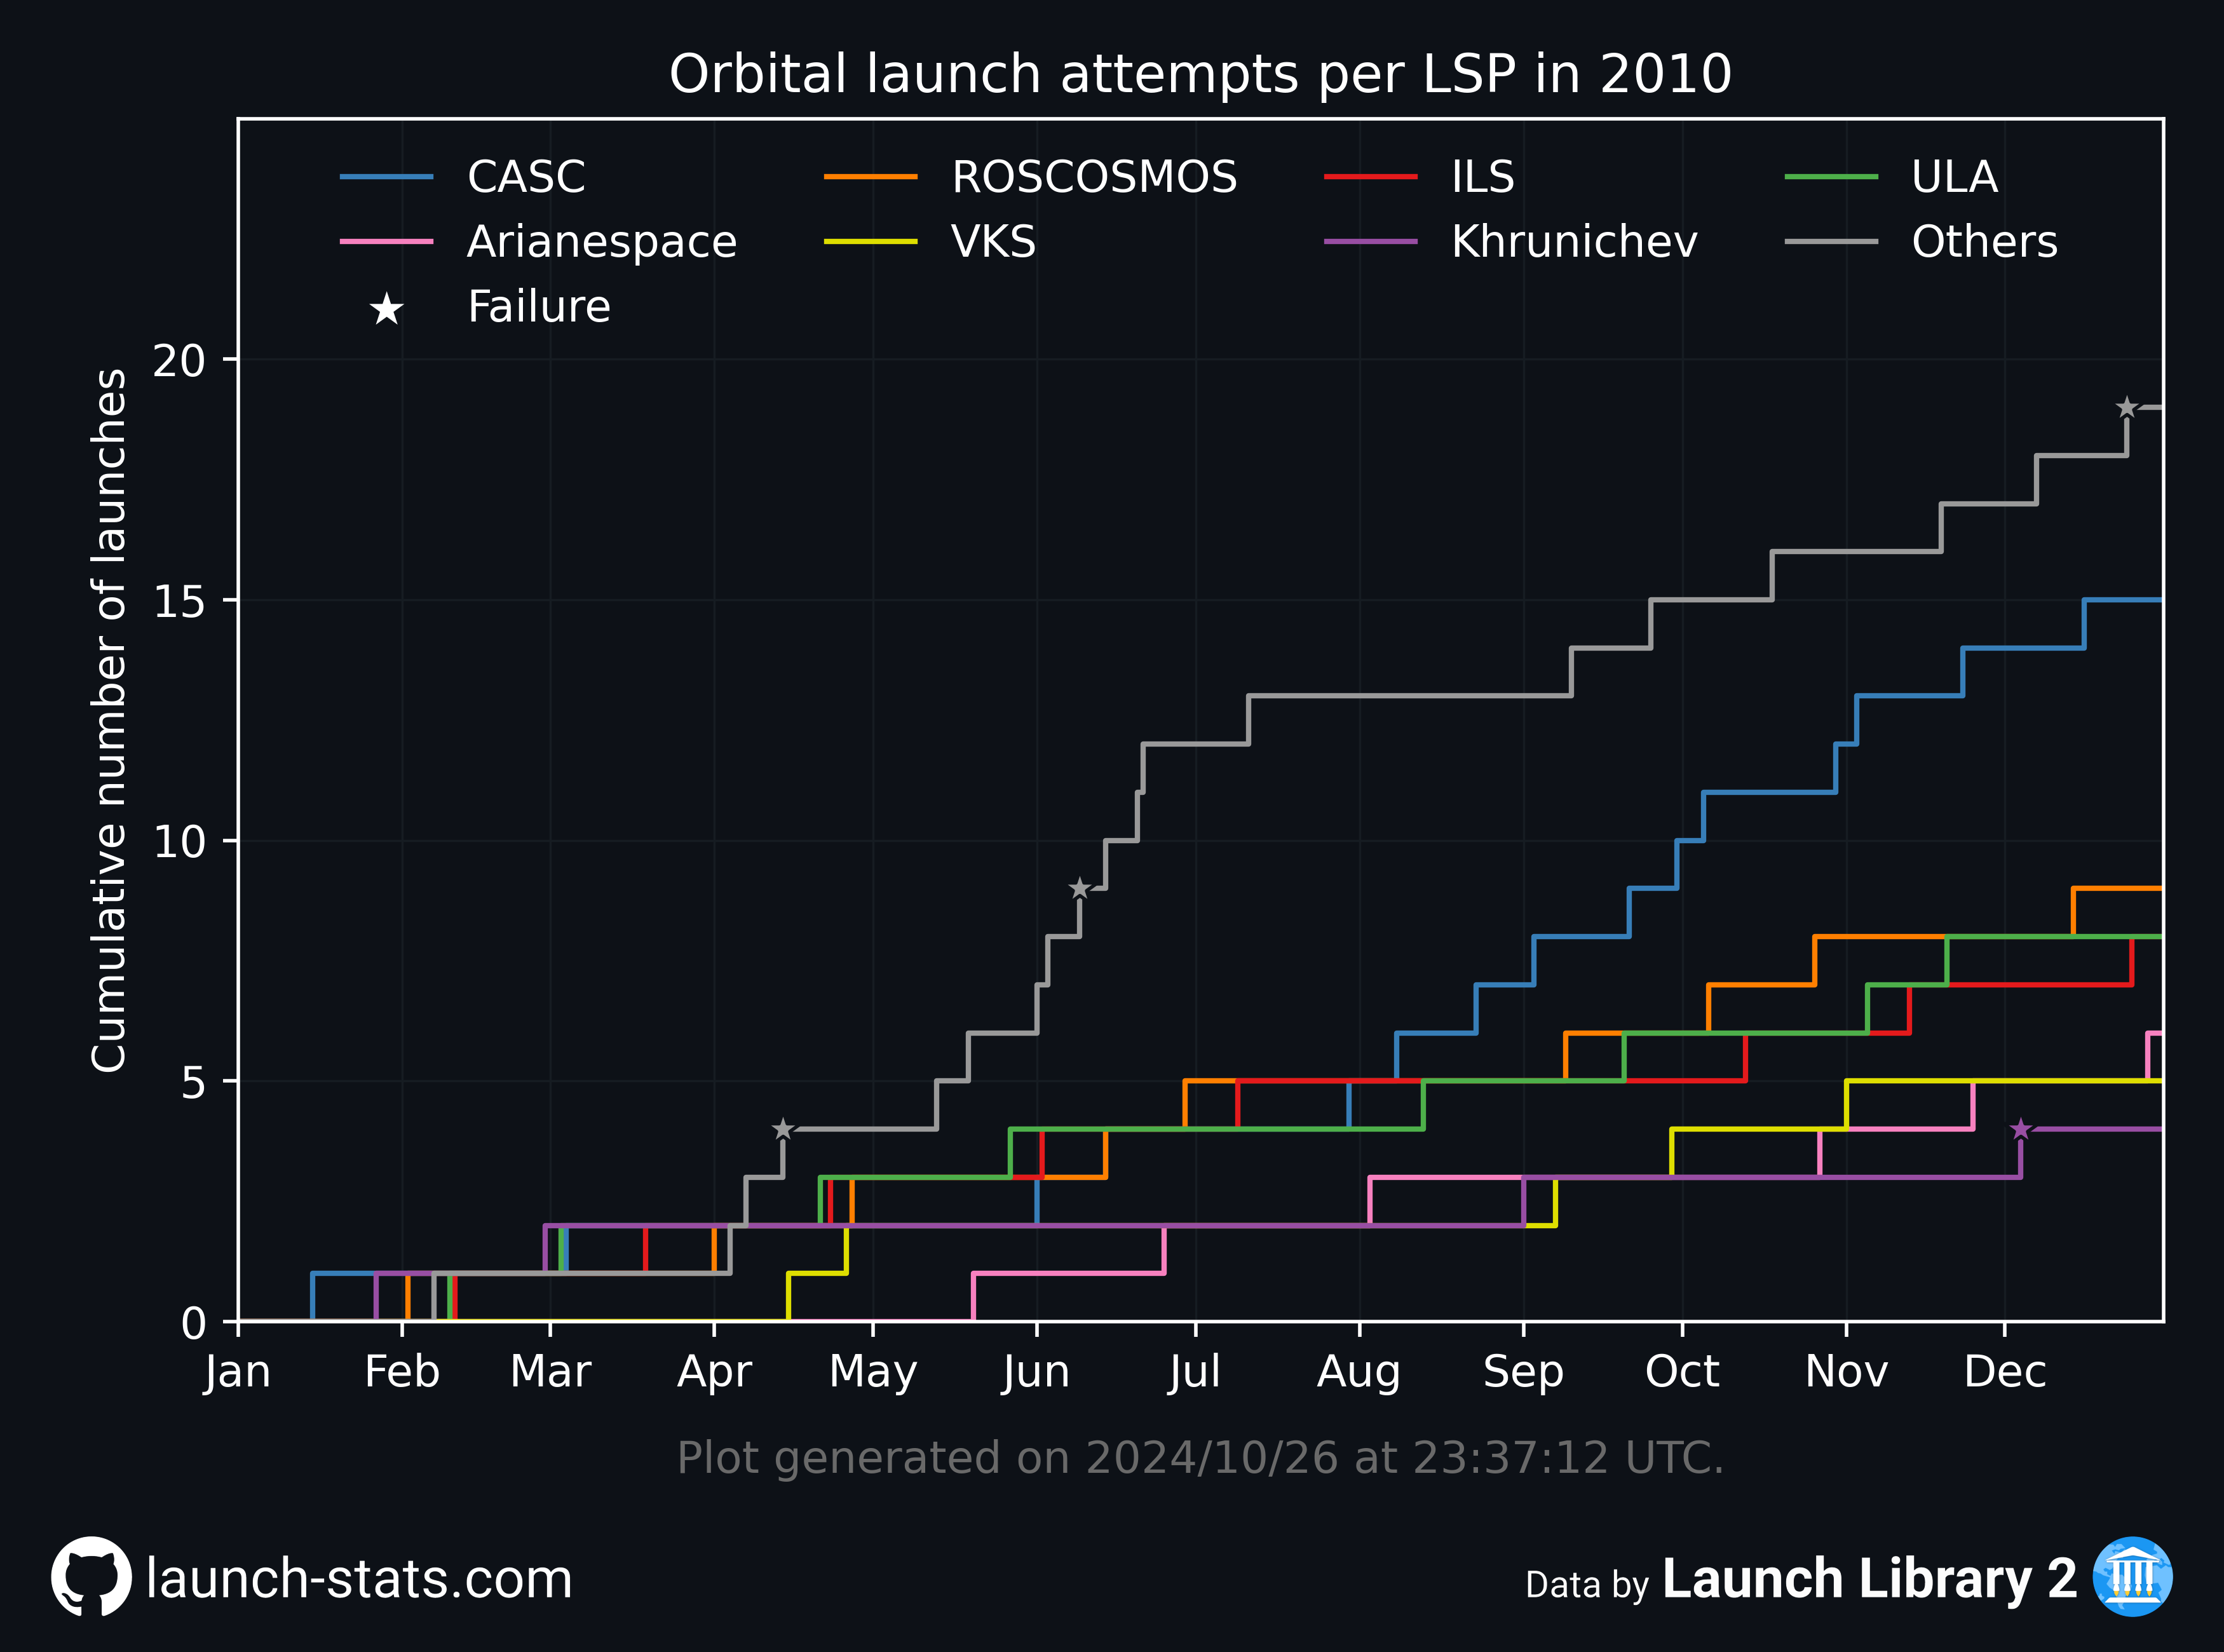 Orbital launch attempts per LSP in 2010
CASC ROSCOSMOS ILS ULA
Arianespace VKS Khrunichev Others
Failure
Cumulative number of launches
20
15
10
5
0
Jan Feb Mar Apr May Jun Jul Aug Sep Oct Nov Dec
Plot generated on 2024/10/26 at 23:37:12 UTC.
launch-stats.com
Data by Launch Library 2